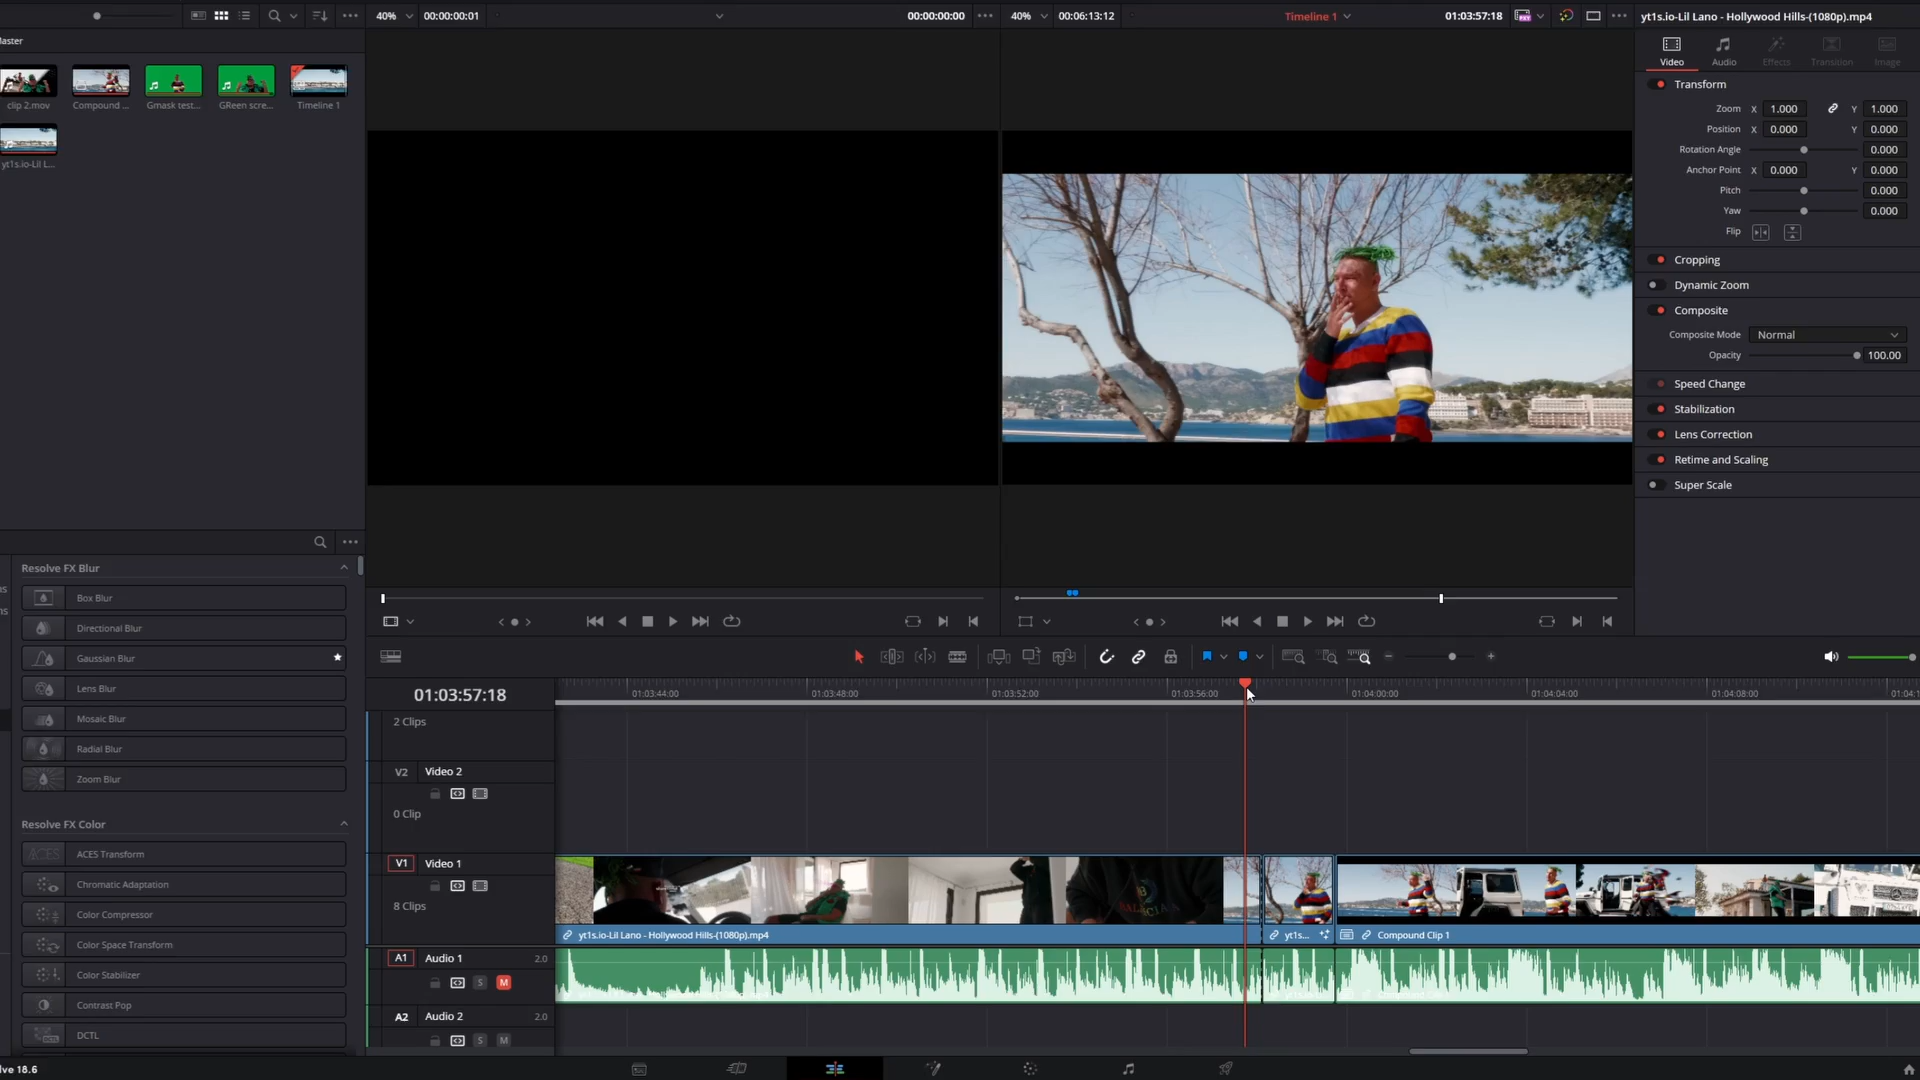 40%
00:00:00:01
00:00:00:00
40%
00:06:13:12
Timeline 1
01:03:57:18
yt1s.io-Lil Lano - Hollywood Hills-(1080p).mp4
aster
clip 2.mov
Compound ...
Gmask test...
GReen scre...
Timeline 1
yt1s.io-Lil L...
Video
Audio
Effects
Transition
Image
Transform
Zoom X 1.000 Y 1.000
Position X 0.000 Y 0.000
Rotation Angle 0.000
Anchor Point X 0.000 Y 0.000
Pitch 0.000
Yaw 0.000
Flip
Cropping
Dynamic Zoom
Composite
Composite Mode Normal
Opacity 100.00
Speed Change
Stabilization
Lens Correction
Retime and Scaling
Super Scale
Resolve FX Blur
Box Blur
Directional Blur
Gaussian Blur
Lens Blur
Mosaic Blur
Radial Blur
Zoom Blur
Resolve FX Color
ACES ACES Transform
Chromatic Adaptation
Color Compressor
Color Space Transform
Color Stabilizer
Contrast Pop
DCTL
01:03:57:18
01:03:44:00
01:03:48:00
01:03:52:00
01:03:56:00
01:04:00:00
01:04:04:00
01:04:08:00
01:04:1
2 Clips
V2 Video 2
0 Clip
V1 Video 1
8 Clips
yt1s.io-Lil Lano - Hollywood Hills-(1080p).mp4
yt1s...
Compound Clip 1
A1 Audio 1 2.0
S M
A2 Audio 2 2.0
S M
lve 18.6